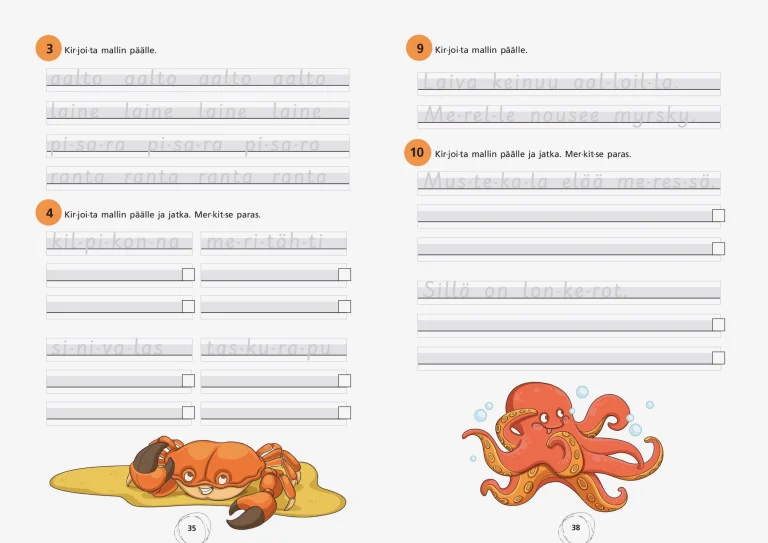 3 Kir·joi·ta mallin päälle.
aalto aalto aalto aalto
laine laine laine laine
pi·sa·ra pi·sa·ra pi·sa·ra
ranta ranta ranta ranta
4 Kir·joi·ta mallin päälle ja jatka. Mer·kit·se paras.
kil·pi·kon·na me·ri·täh·ti
si·ni·va·las tas·ku·ra·pu
35
9 Kir·joi·ta mallin päälle.
Laiva keinuu aal·loil·la.
Me·rel·le nousee myrsky.
10 Kir·joi·ta mallin päälle ja jatka. Mer·kit·se paras.
Mus·te·ka·la elää me·res·sä.
Sillä on lon·ke·rot.
38